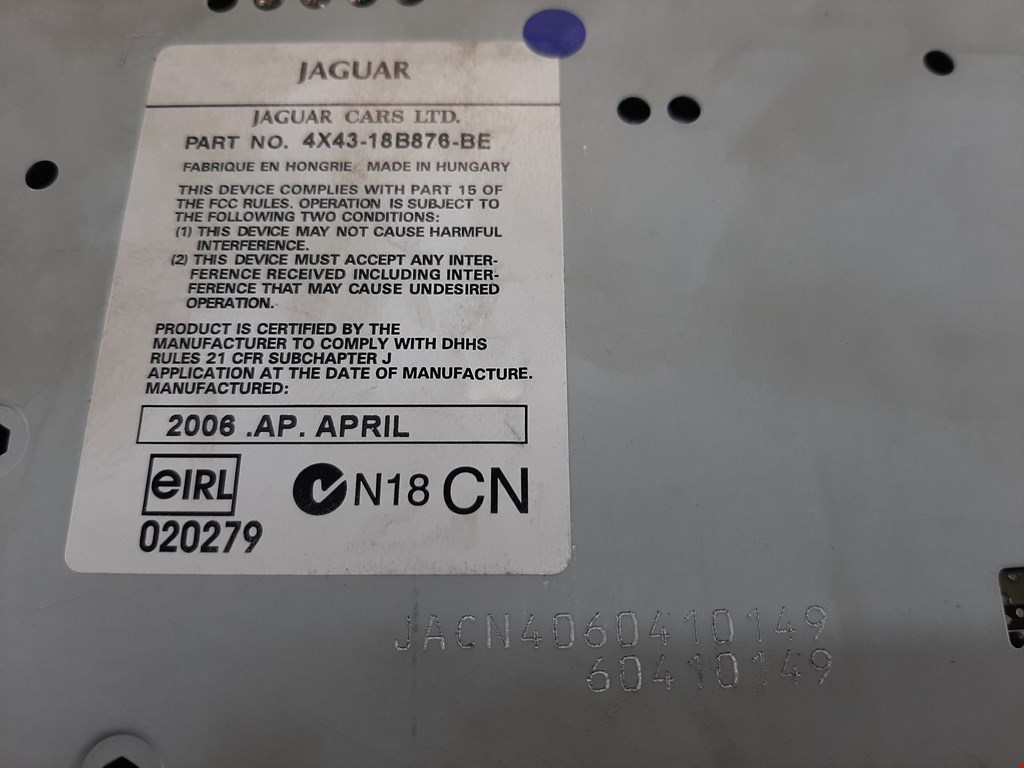 JAGUAR
JAGUAR CARS LTD.
PART NO. 4X43-18B876-BE
FABRIQUE EN HONGRIE MADE IN HUNGARY
THIS DEVICE COMPLIES WITH PART 15 OF
THE FCC RULES. OPERATION IS SUBJECT TO
THE FOLLOWING TWO CONDITIONS:
(1) THIS DEVICE MAY NOT CAUSE HARMFUL
INTERFERENCE.
(2) THIS DEVICE MUST ACCEPT ANY INTER-
FERENCE RECEIVED INCLUDING INTER-
FERENCE THAT MAY CAUSE UNDESIRED
OPERATION.
PRODUCT IS CERTIFIED BY THE
MANUFACTURER TO COMPLY WITH DHHS
RULES 21 CFR SUBCHAPTER J
APPLICATION AT THE DATE OF MANUFACTURE.
MANUFACTURED:
2006 .AP. APRIL
eIRL N18 CN
020279
JACN4060410149
60410149